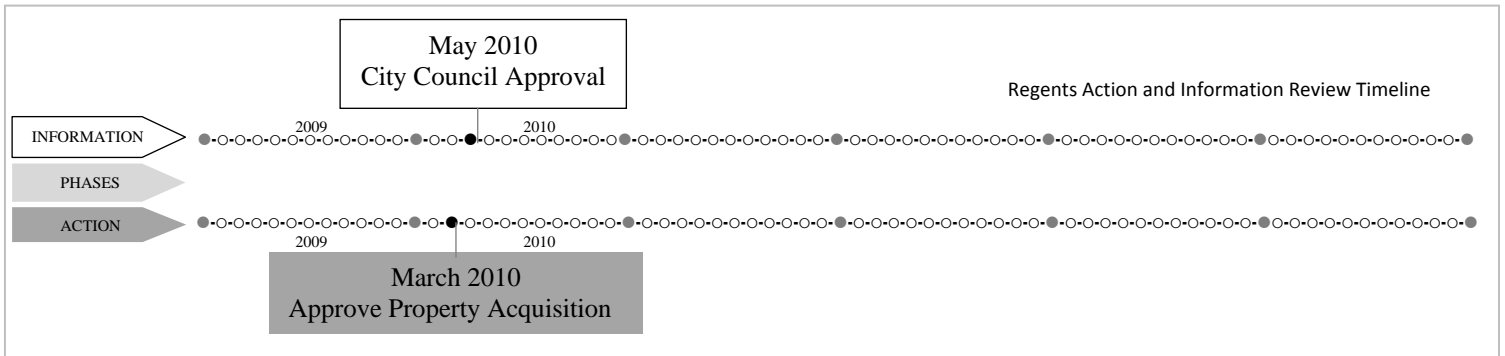 May 2010
City Council Approval
Regents Action and Information Review Timeline
2009
2010
INFORMATION
PHASES
ACTION
2009
2010
March 2010
Approve Property Acquisition